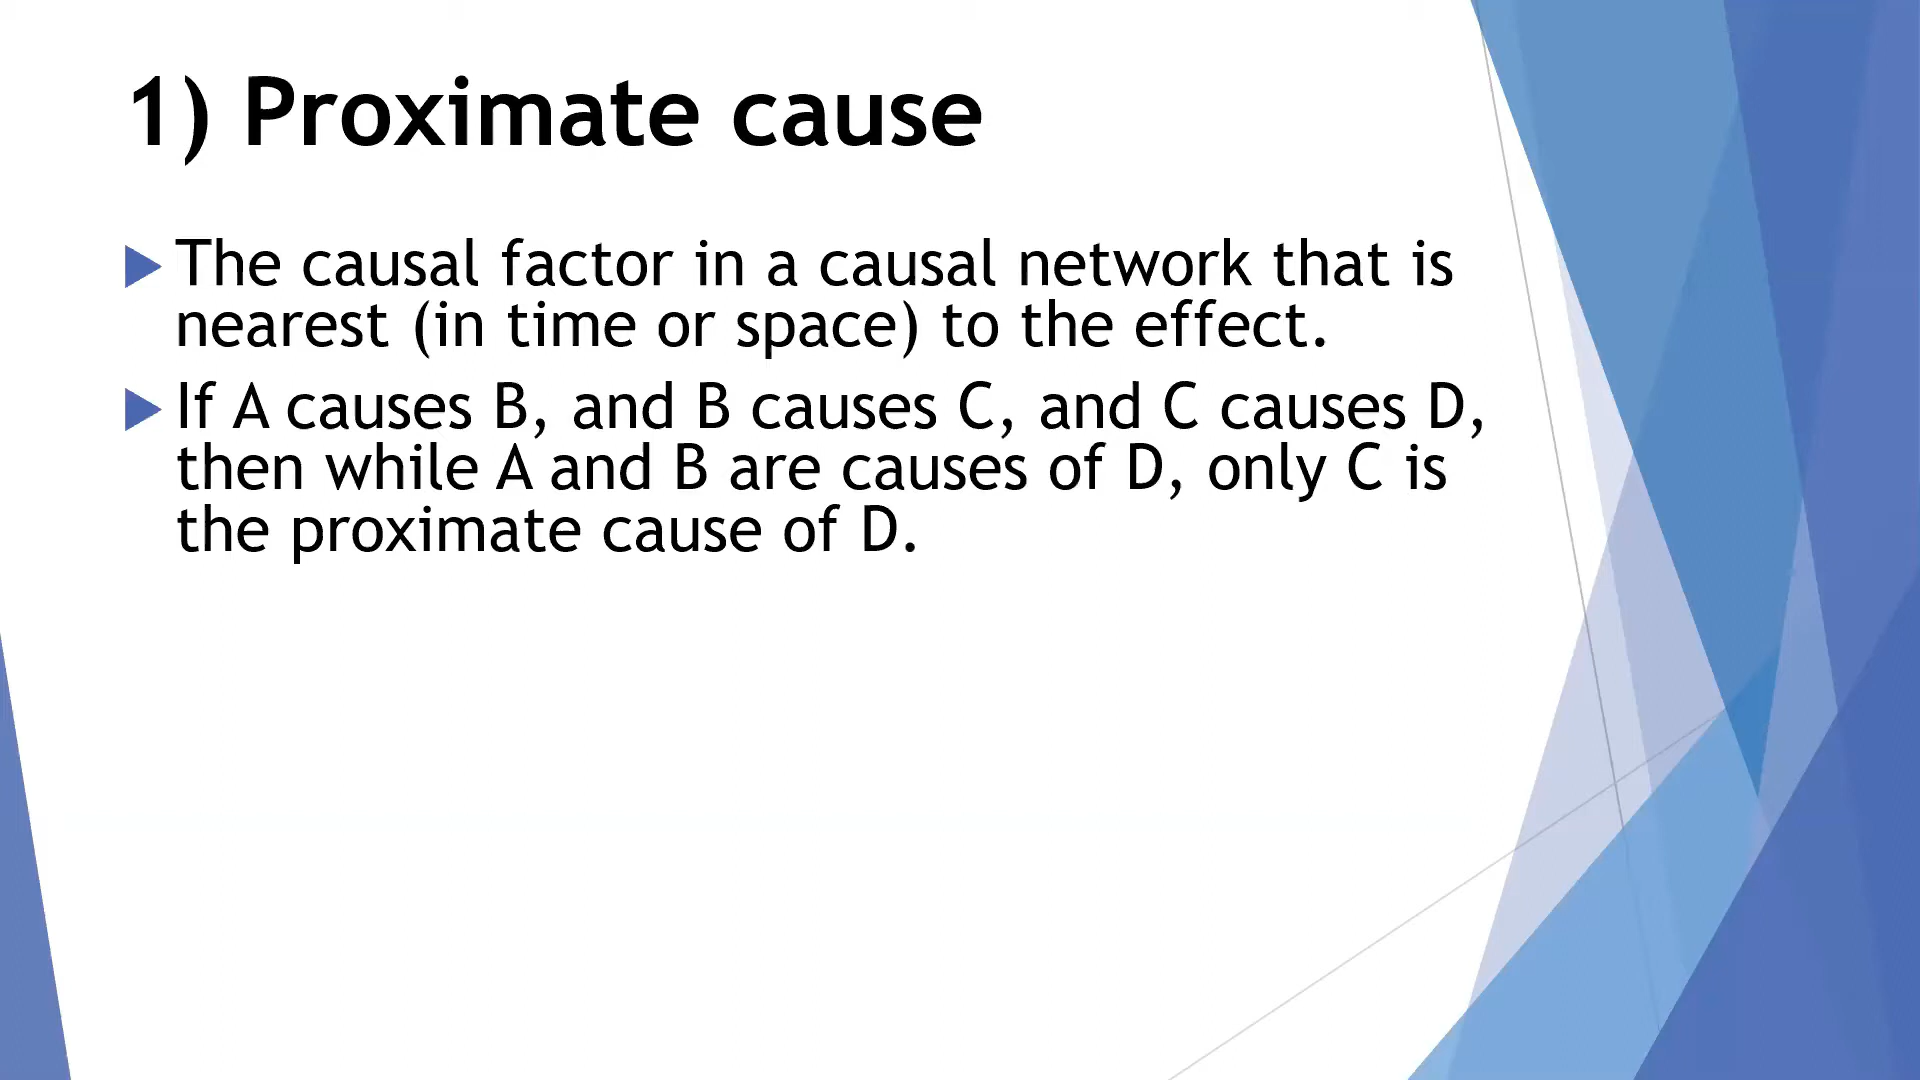 1) Proximate cause
The causal factor in a causal network that is
nearest (in time or space) to the effect.
If A causes B, and B causes C, and C causes D,
then while A and B are causes of D, only C is
the proximate cause of D.